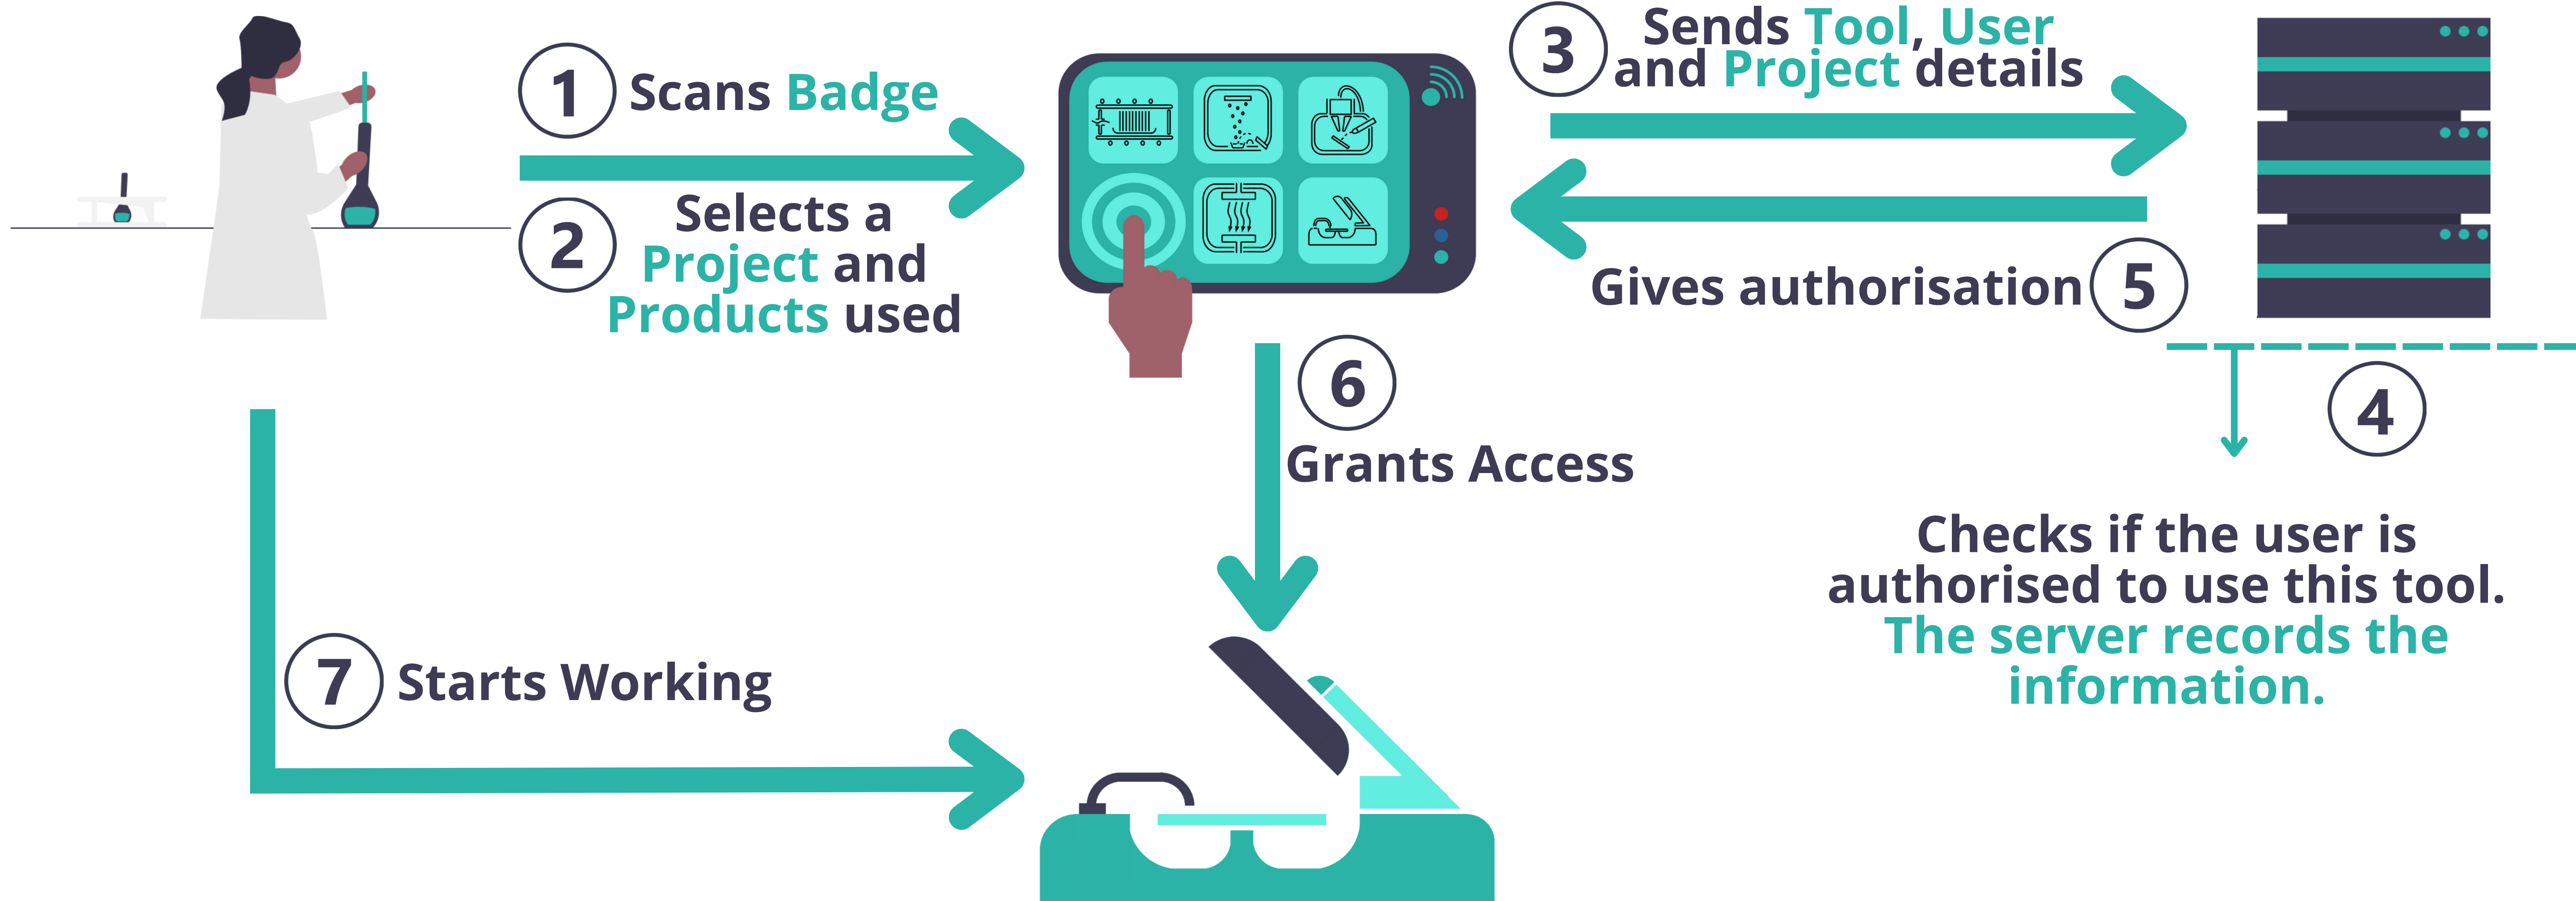 1
Scans Badge
2
Selects a
Project and
Products used
3
Sends Tool, User
and Project details
4
Checks if the user is
authorised to use this tool.
The server records the
information.
5
Gives authorisation
6
Grants Access
7
Starts Working